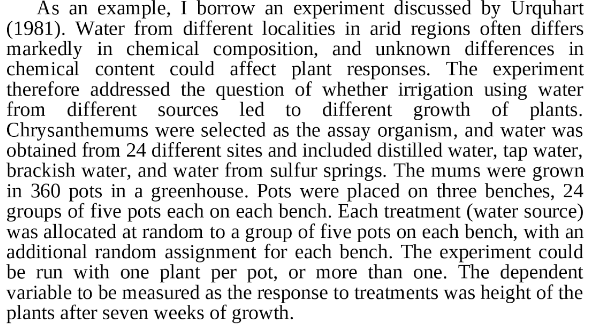 As an example, I borrow an experiment discussed by Urquhart
(1981). Water from different localities in arid regions often differs
markedly in chemical composition, and unknown differences in
chemical content could affect plant responses. The experiment
therefore addressed the question of whether irrigation using water
from different sources led to different growth of plants.
Chrysanthemums were selected as the assay organism, and water was
obtained from 24 different sites and included distilled water, tap water,
brackish water, and water from sulfur springs. The mums were grown
in 360 pots in a greenhouse. Pots were placed on three benches, 24
groups of five pots each on each bench. Each treatment (water source)
was allocated at random to a group of five pots on each bench, with an
additional random assignment for each bench. The experiment could
be run with one plant per pot, or more than one. The dependent
variable to be measured as the response to treatments was height of the
plants after seven weeks of growth.